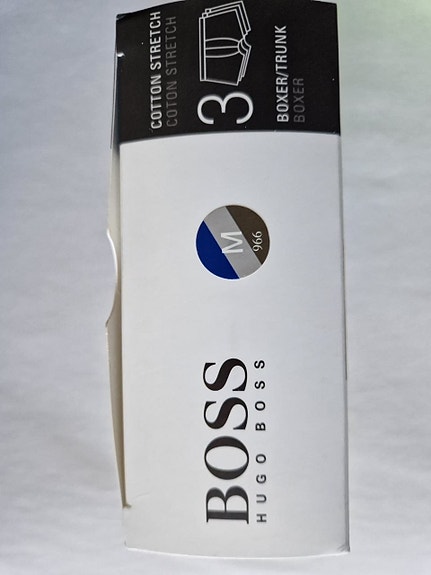 BOSS
HUGO BOSS
M
966
COTTON STRETCH
COTON STRETCH
3
BOXER/TRUNK
BOXER